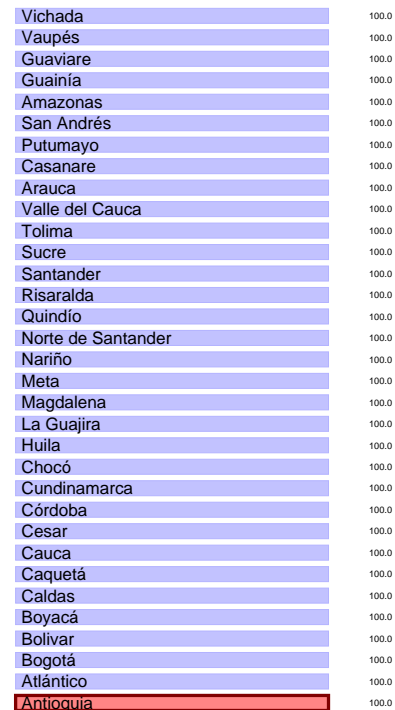 Vichada 100.0
Vaupés 100.0
Guaviare 100.0
Guainía 100.0
Amazonas 100.0
San Andrés 100.0
Putumayo 100.0
Casanare 100.0
Arauca 100.0
Valle del Cauca 100.0
Tolima 100.0
Sucre 100.0
Santander 100.0
Risaralda 100.0
Quindío 100.0
Norte de Santander 100.0
Nariño 100.0
Meta 100.0
Magdalena 100.0
La Guajira 100.0
Huila 100.0
Chocó 100.0
Cundinamarca 100.0
Córdoba 100.0
Cesar 100.0
Cauca 100.0
Caquetá 100.0
Caldas 100.0
Boyacá 100.0
Bolivar 100.0
Bogotá 100.0
Atlántico 100.0
Antioquia 100.0